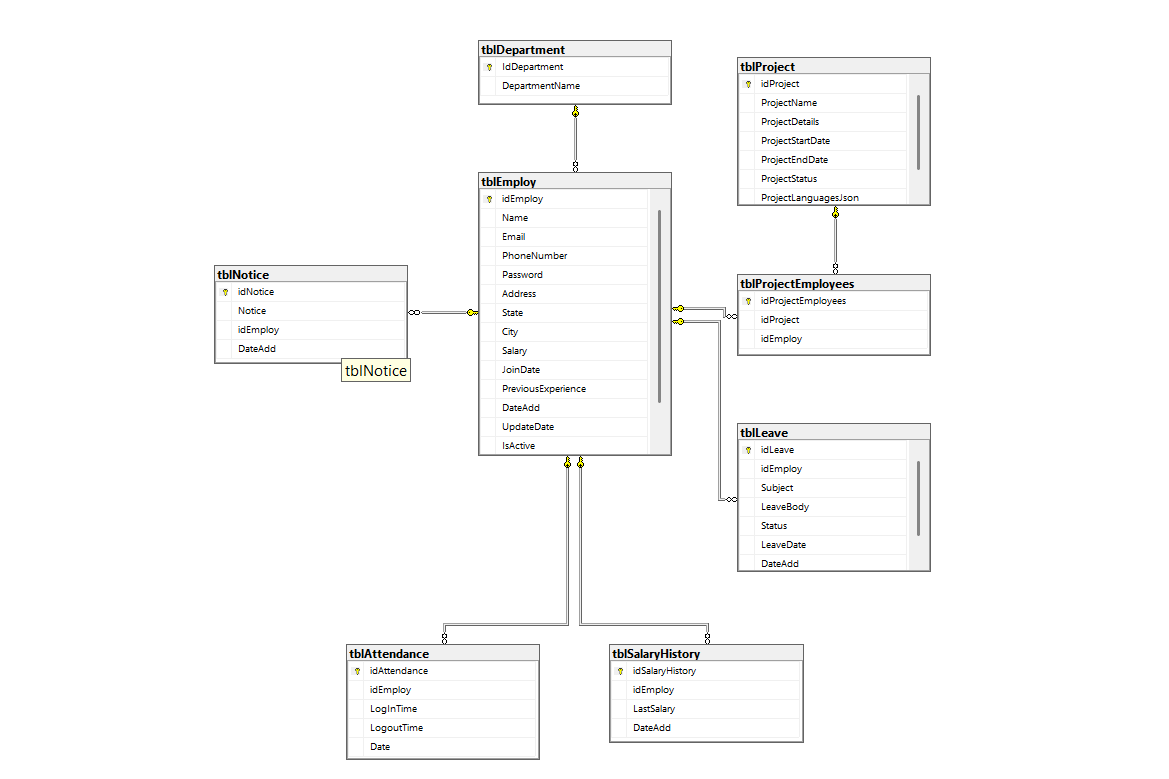 tblDepartment
IdDepartment
DepartmentName
tblProject
idProject
ProjectName
ProjectDetails
ProjectStartDate
ProjectEndDate
ProjectStatus
ProjectLanguagesJson
tblEmploy
idEmploy
Name
Email
PhoneNumber
Password
Address
State
City
Salary
JoinDate
PreviousExperience
DateAdd
UpdateDate
IsActive
tblNotice
idNotice
Notice
idEmploy
DateAdd
tblNotice
tblProjectEmployees
idProjectEmployees
idProject
idEmploy
tblLeave
idLeave
idEmploy
Subject
LeaveBody
Status
LeaveDate
DateAdd
tblAttendance
idAttendance
idEmploy
LogInTime
LogoutTime
Date
tblSalaryHistory
idSalaryHistory
idEmploy
LastSalary
DateAdd